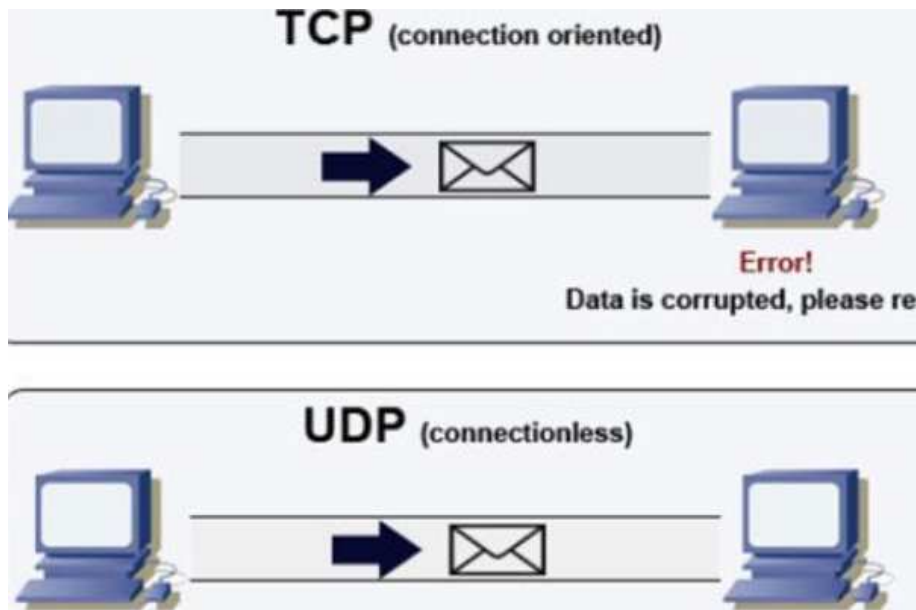 TCP (connection oriented)
Error!
Data is corrupted, please re
UDP (connectionless)